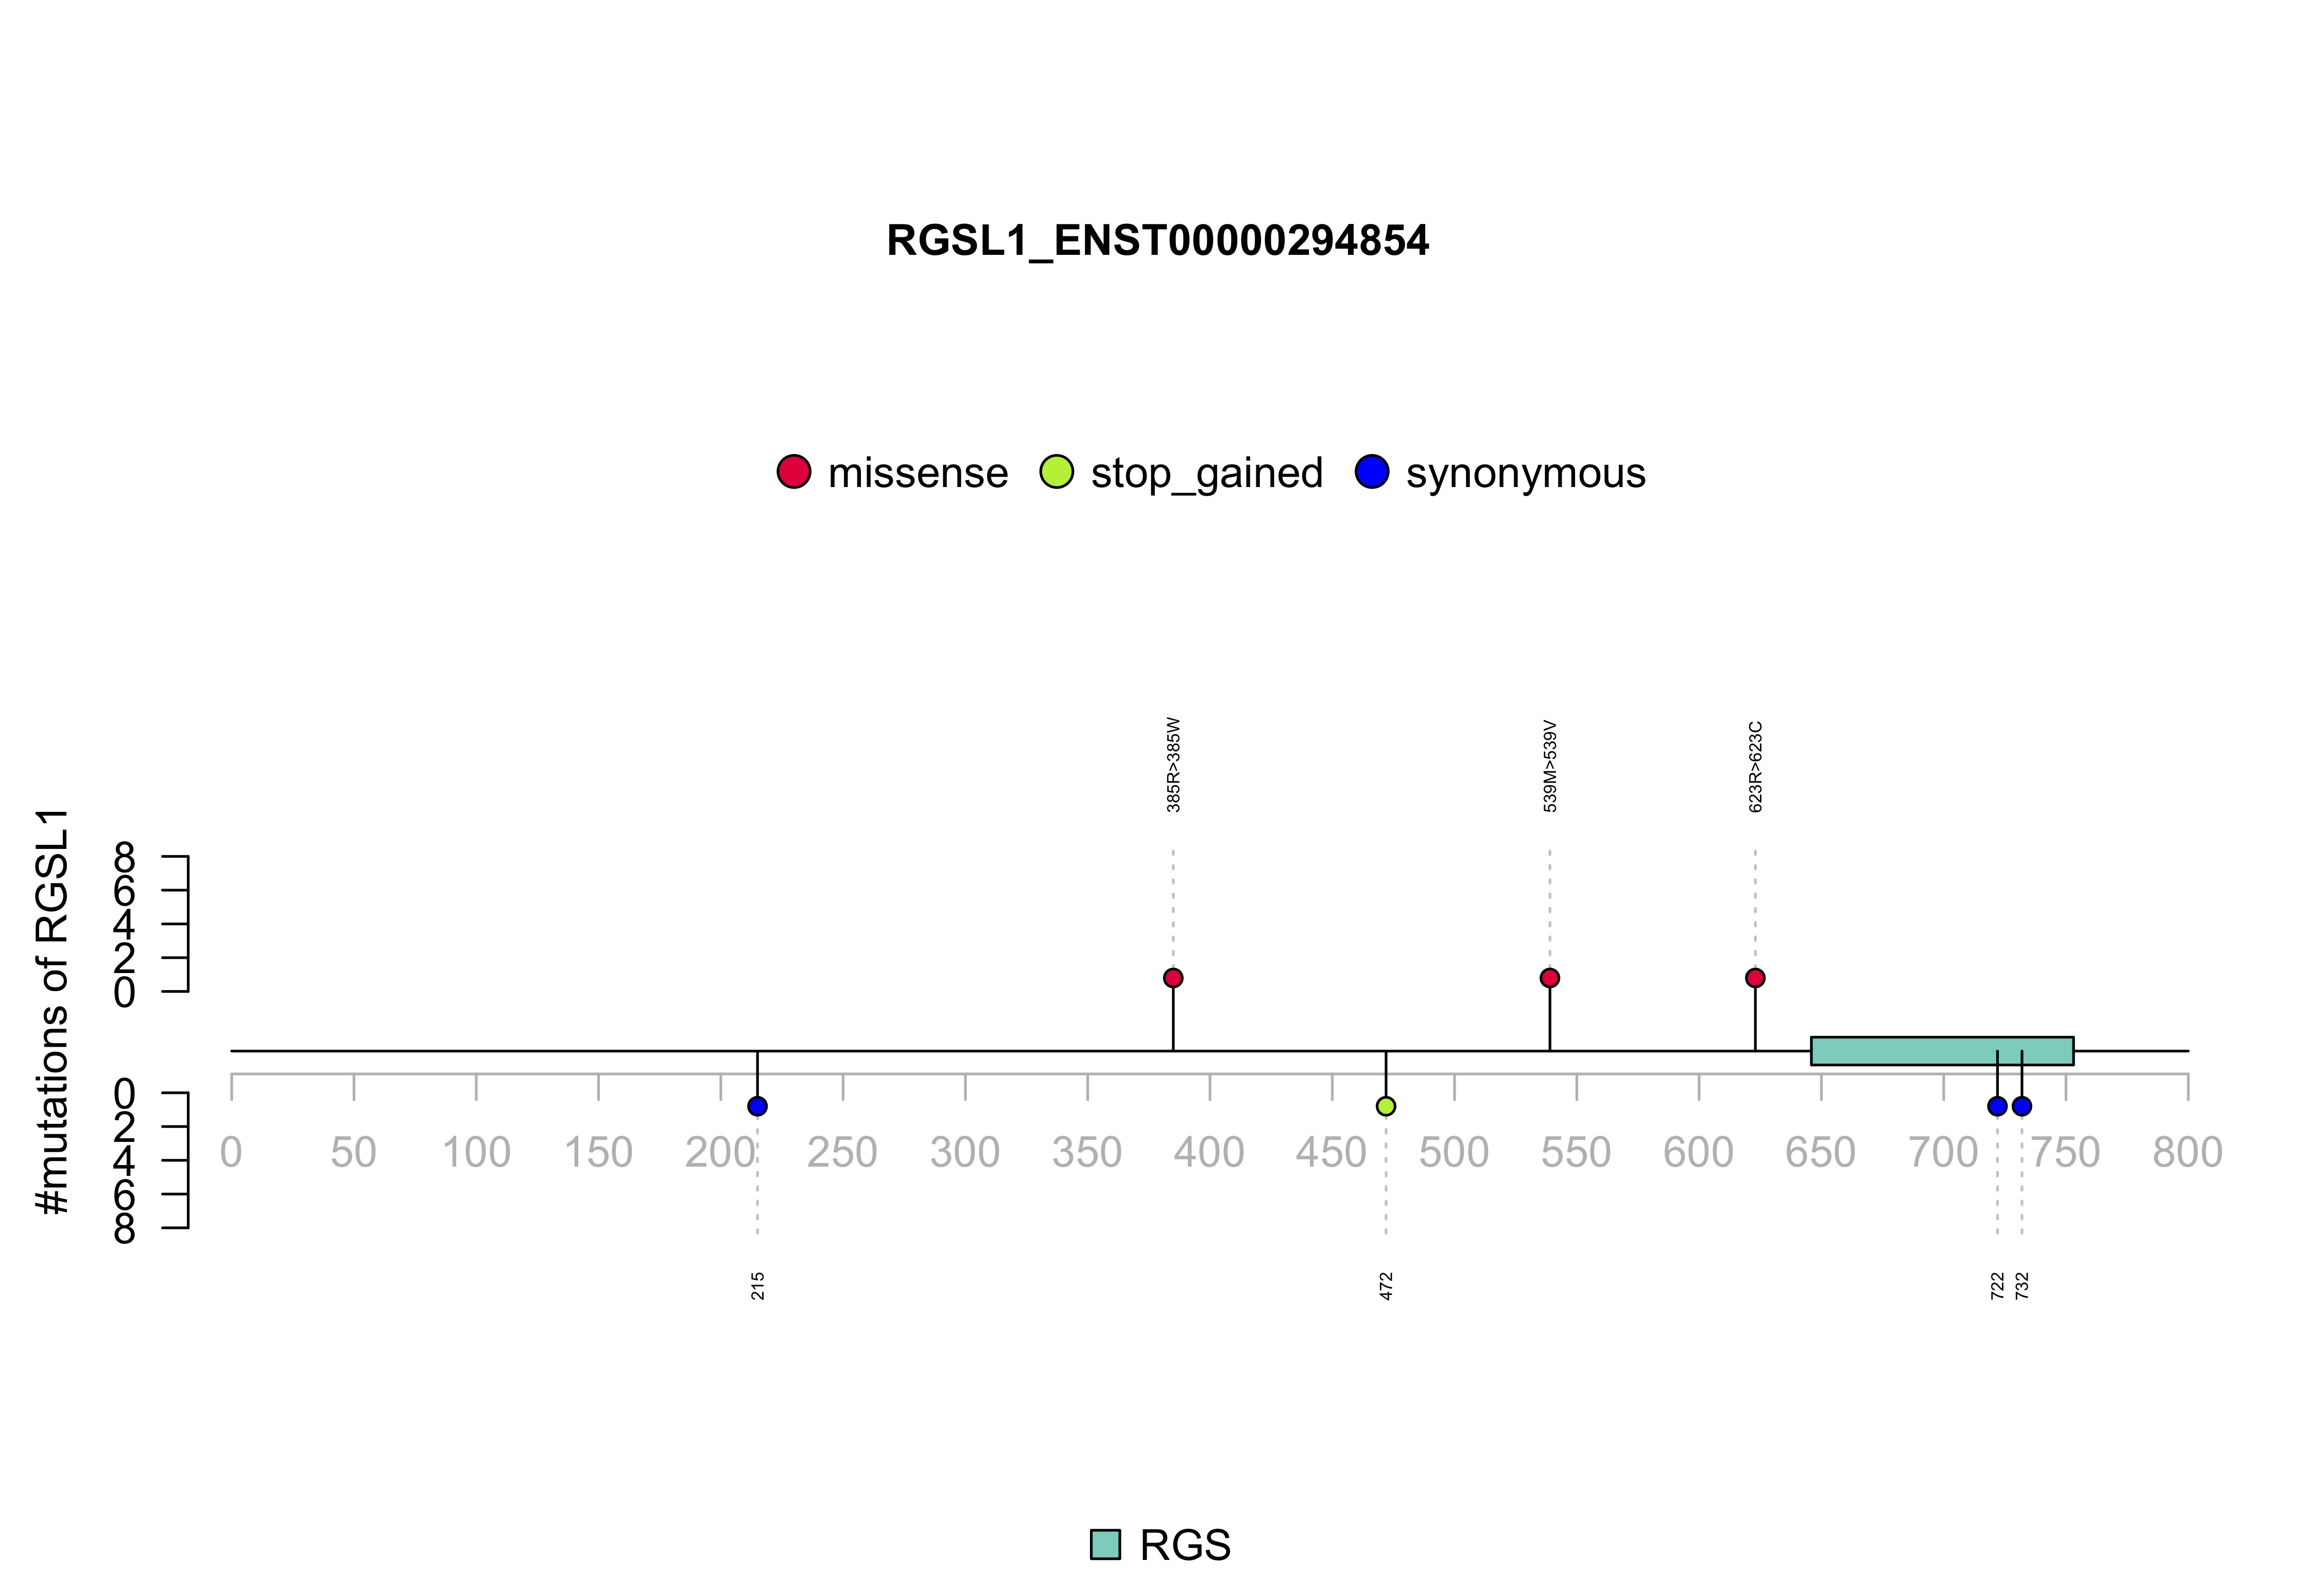 RGSL1_ENST00000294854
missense stop_gained synonymous
385R>385W 539M>539V 623R>623C
#mutations of RGSL1
8
6
4
2
0
0
2
4
6
8
0 50 100 150 200 250 300 350 400 450 500 550 600 650 700 750 800
215 472 722 732
RGS